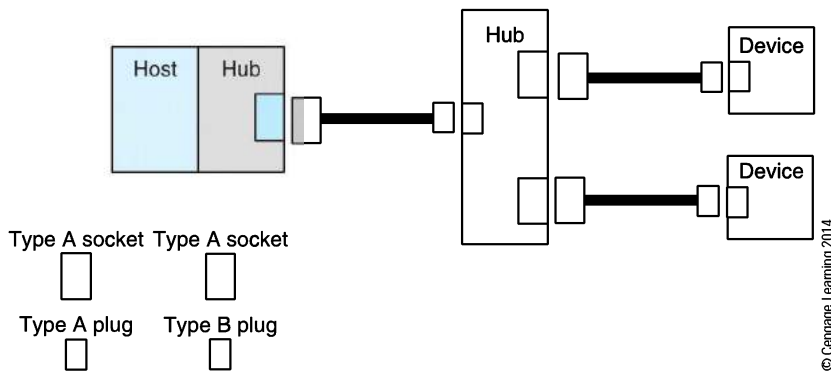 Host
Hub
Hub
Device
Device
Type A socket
Type A socket
Type A plug
Type B plug
© Cengage Learning 2014